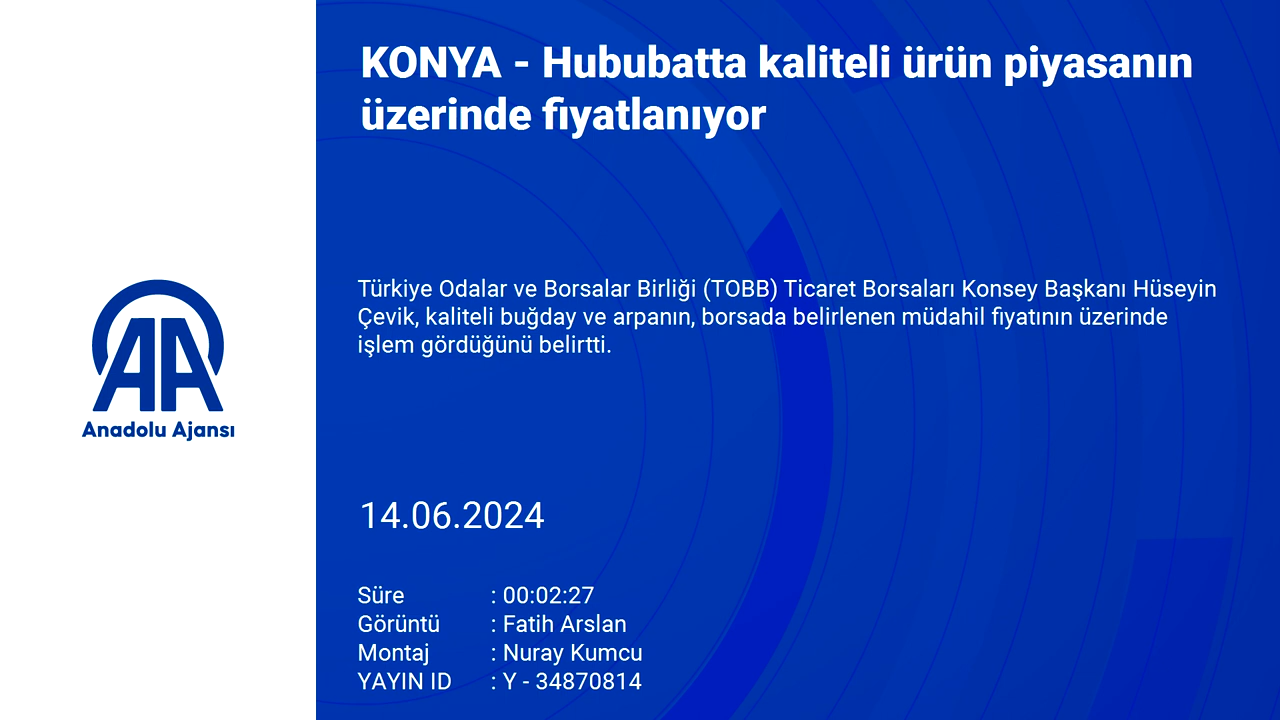 KONYA - Hububatta kaliteli ürün piyasanın
üzerinde fiyatlanıyor
Türkiye Odalar ve Borsalar Birliği (TOBB) Ticaret Borsaları Konsey Başkanı Hüseyin
Çevik, kaliteli buğday ve arpanın, borsada belirlenen müdahil fiyatının üzerinde
işlem gördüğünü belirtti.
AA
Anadolu Ajansı
14.06.2024
Süre : 00:02:27
Görüntü : Fatih Arslan
Montaj : Nuray Kumcu
YAYIN ID : Y - 34870814